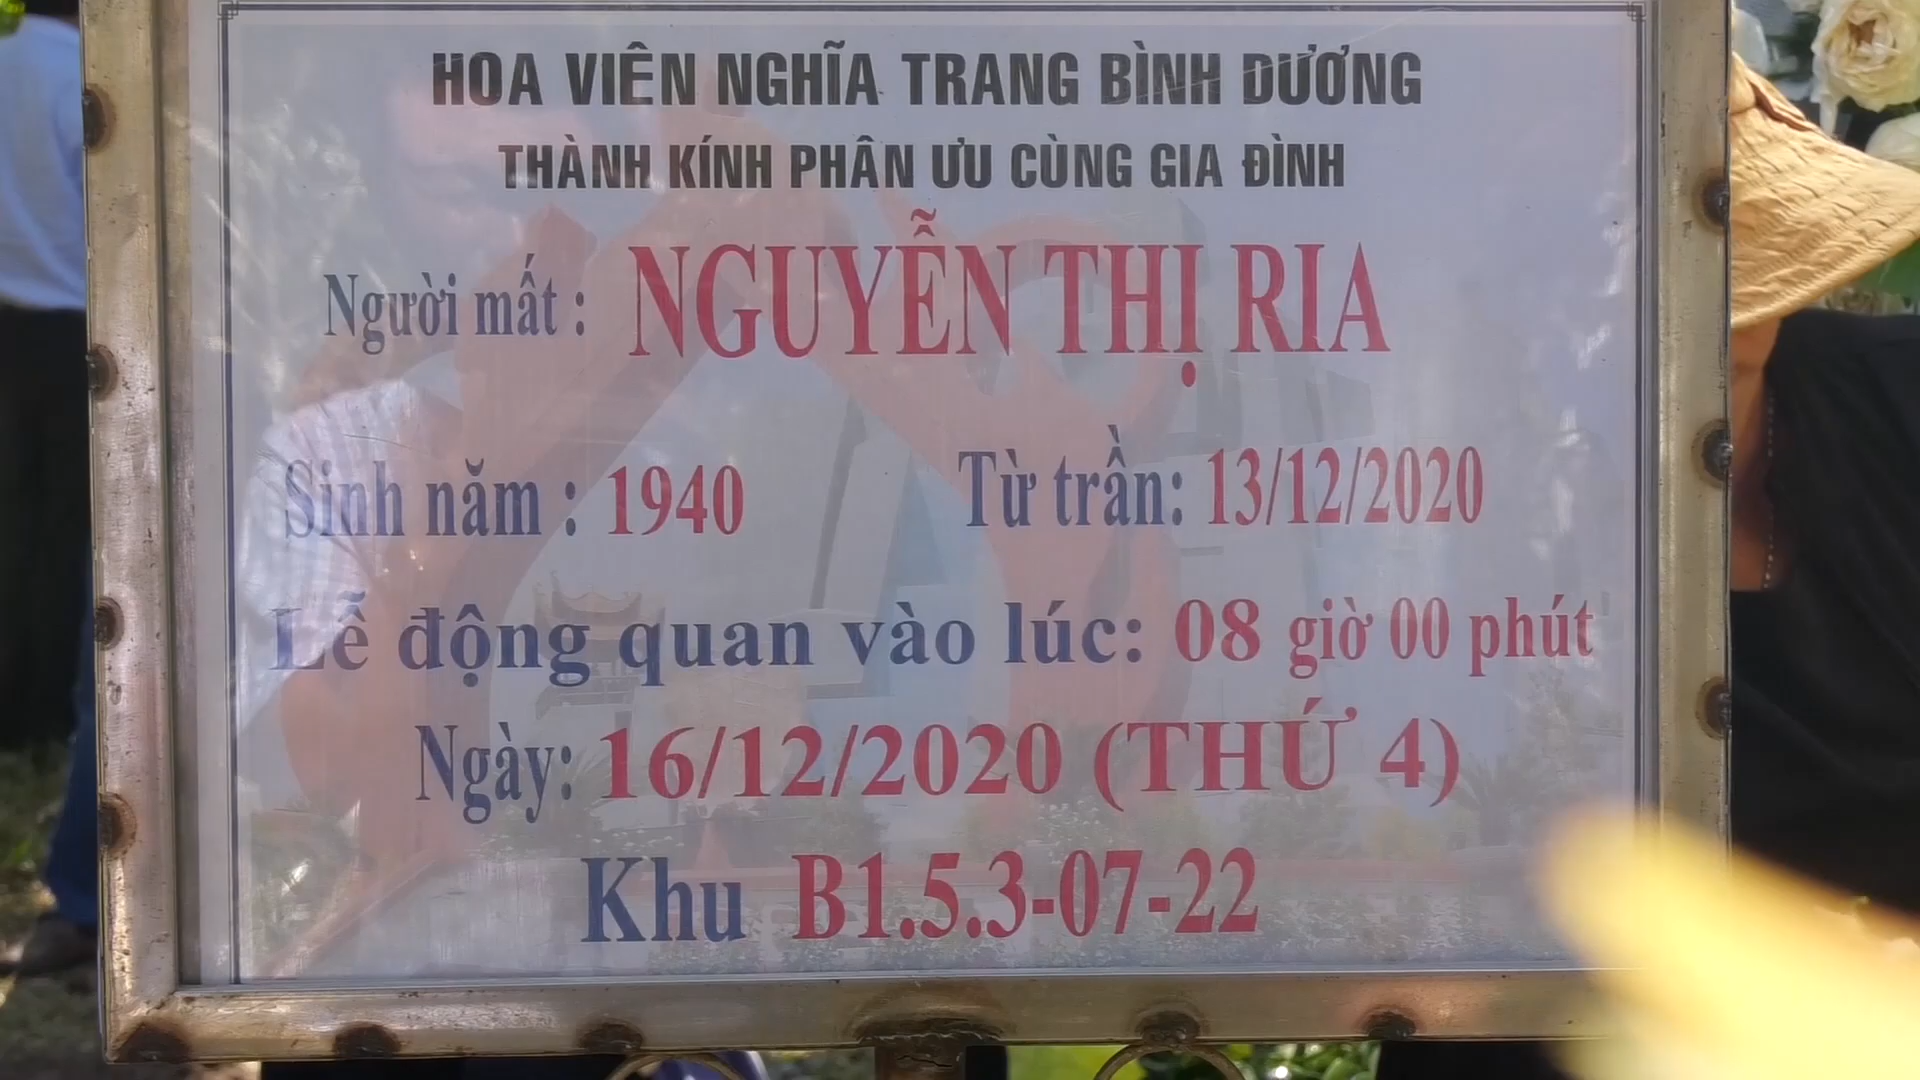 HOA VIÊN NGHĨA TRANG BÌNH DƯƠNG
THÀNH KÍNH PHÂN ƯU CÙNG GIA ĐÌNH
Người mất : NGUYỄN THỊ RIA
Sinh năm : 1940 Từ trần: 13/12/2020
Lễ động quan vào lúc: 08 giờ 00 phút
Ngày: 16/12/2020 (THỨ 4)
Khu B1.5.3-07-22